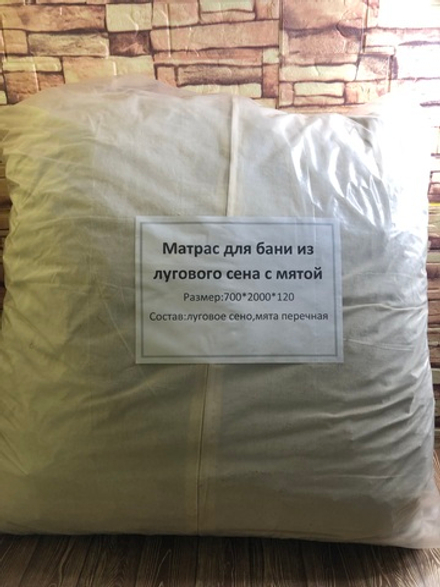 Матрас для бани из
лугового сена с мятой
Размер:700*2000*120
Состав:луговое сено,мята перечная